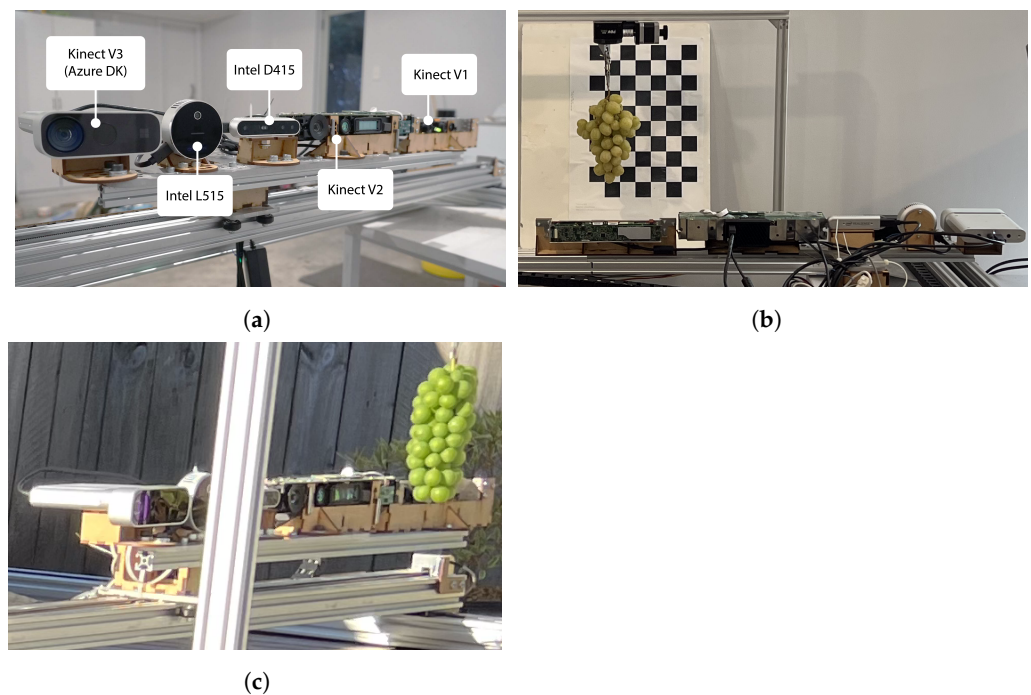 Kinect V3
(Azure DK)
Intel D415
Kinect V1
Intel L515
Kinect V2
(a)
(b)
(c)